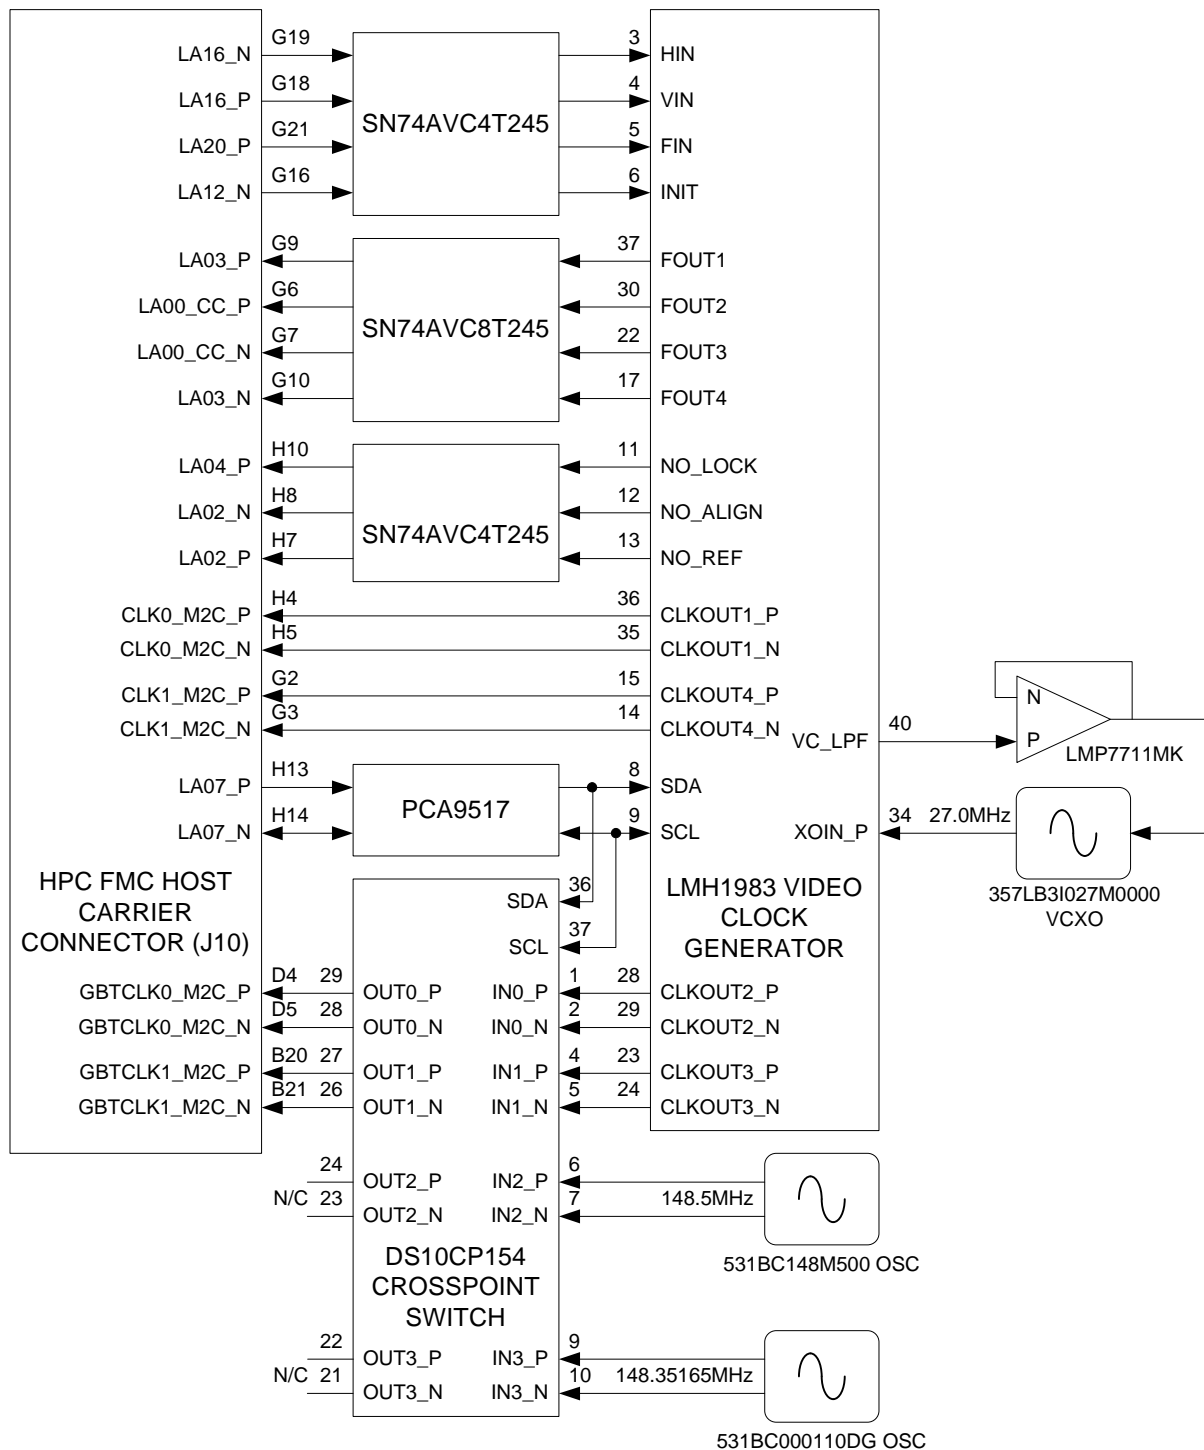 LA16_N G19 3 HIN
LA16_P G18 4 VIN
SN74AVC4T245
LA20_P G21 5 FIN
LA12_N G16 6 INIT
LA03_P G9 37 FOUT1
LA00_CC_P G6 30 FOUT2
SN74AVC8T245
LA00_CC_N G7 22 FOUT3
LA03_N G10 17 FOUT4
LA04_P H10 11 NO_LOCK
LA02_N H8 12 NO_ALIGN
SN74AVC4T245
LA02_P H7 13 NO_REF
CLK0_M2C_P H4 36 CLKOUT1_P
CLK0_M2C_N H5 35 CLKOUT1_N
CLK1_M2C_P G2 15 CLKOUT4_P
CLK1_M2C_N G3 14 CLKOUT4_N
VC_LPF 40
N
P
LMP7711MK
LA07_P H13 8 SDA
PCA9517
LA07_N H14 9 SCL
XOIN_P 34 27.0MHz
357LB3I027M0000
VCXO
HPC FMC HOST
CARRIER
CONNECTOR (J10)
LMH1983 VIDEO
CLOCK
GENERATOR
SDA 36
SCL 37
GBTCLK0_M2C_P D4 29 OUT0_P IN0_P 1 28 CLKOUT2_P
GBTCLK0_M2C_N D5 28 OUT0_N IN0_N 2 29 CLKOUT2_N
GBTCLK1_M2C_P B20 27 OUT1_P IN1_P 4 23 CLKOUT3_P
GBTCLK1_M2C_N B21 26 OUT1_N IN1_N 5 24 CLKOUT3_N
24 OUT2_P IN2_P 6
N/C 23 OUT2_N IN2_N 7 148.5MHz
531BC148M500 OSC
DS10CP154
CROSSPOINT
SWITCH
22 OUT3_P IN3_P 9
N/C 21 OUT3_N IN3_N 10 148.35165MHz
531BC000110DG OSC